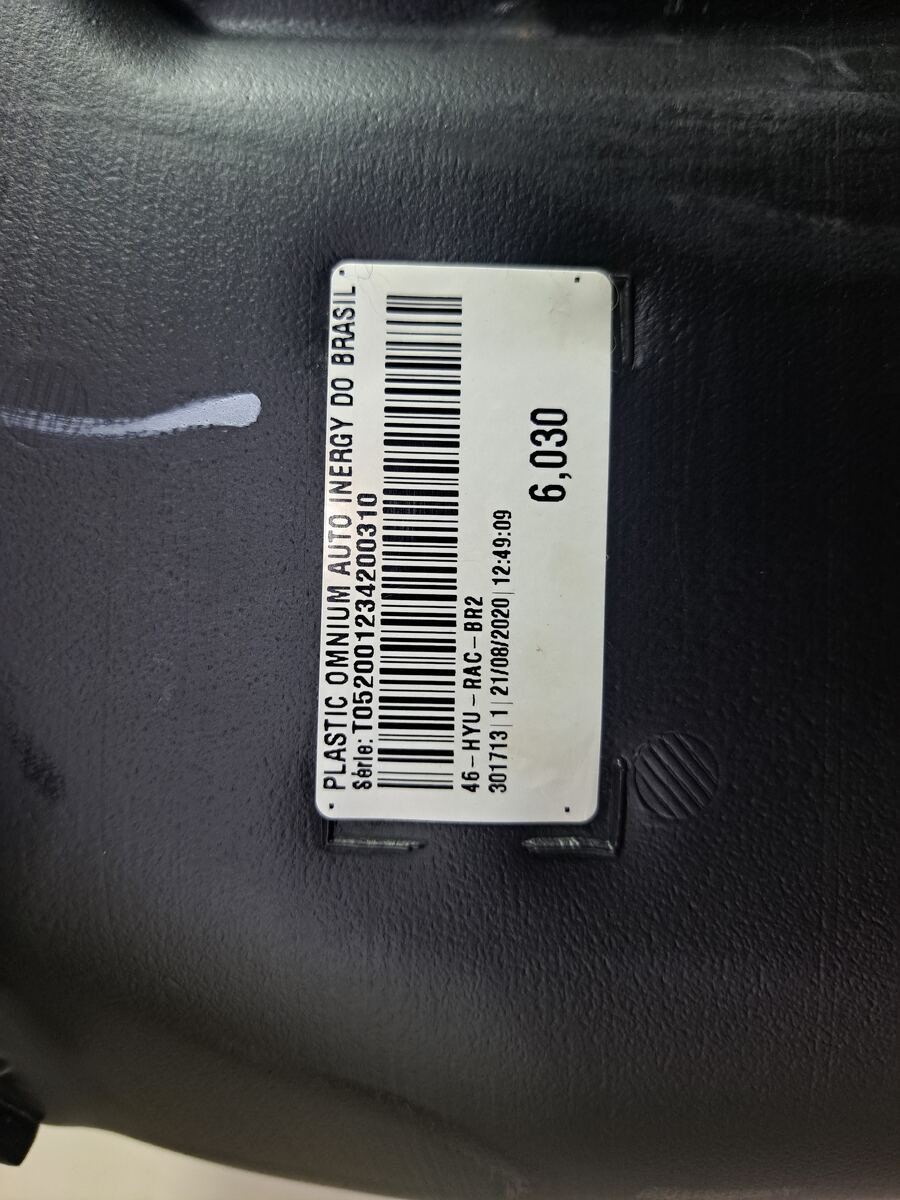 PLASTIC OMNIUM AUTO INERGY DO BRASIL
Série: T052001234200310
46-HYU-RAC-BR2
301713|1|21/08/2020|12:49:09
6,030